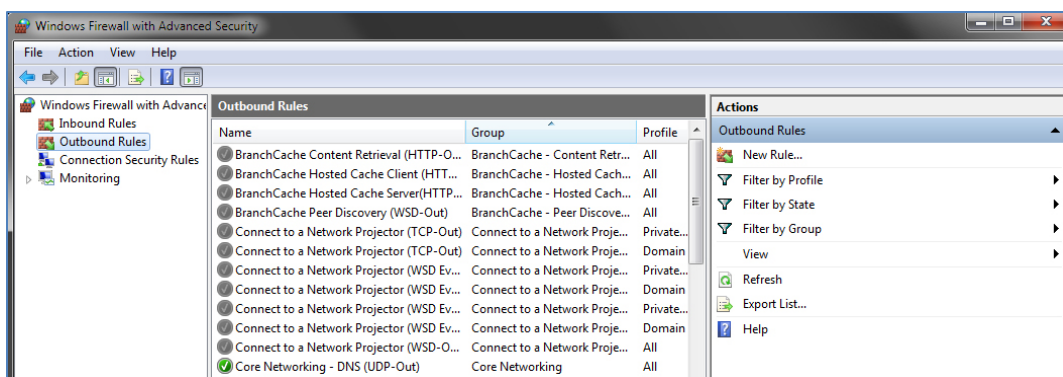 Windows Firewall with Advanced Security
File Action View Help
Windows Firewall with Advance
Inbound Rules
Outbound Rules
Connection Security Rules
Monitoring
Outbound Rules
Name Group Profile
BranchCache Content Retrieval (HTTP-O... BranchCache - Content Retr... All
BranchCache Hosted Cache Client (HTT... BranchCache - Hosted Cach... All
BranchCache Hosted Cache Server(HTTP... BranchCache - Hosted Cach... All
BranchCache Peer Discovery (WSD-Out) BranchCache - Peer Discove... All
Connect to a Network Projector (TCP-Out) Connect to a Network Proje... Private...
Connect to a Network Projector (TCP-Out) Connect to a Network Proje... Domain
Connect to a Network Projector (WSD Ev... Connect to a Network Proje... Private...
Connect to a Network Projector (WSD Ev... Connect to a Network Proje... Domain
Connect to a Network Projector (WSD Ev... Connect to a Network Proje... Private...
Connect to a Network Projector (WSD Ev... Connect to a Network Proje... Domain
Connect to a Network Projector (WSD-O... Connect to a Network Proje... All
Core Networking - DNS (UDP-Out) Core Networking All
Actions
Outbound Rules
New Rule...
Filter by Profile
Filter by State
Filter by Group
View
Refresh
Export List...
Help